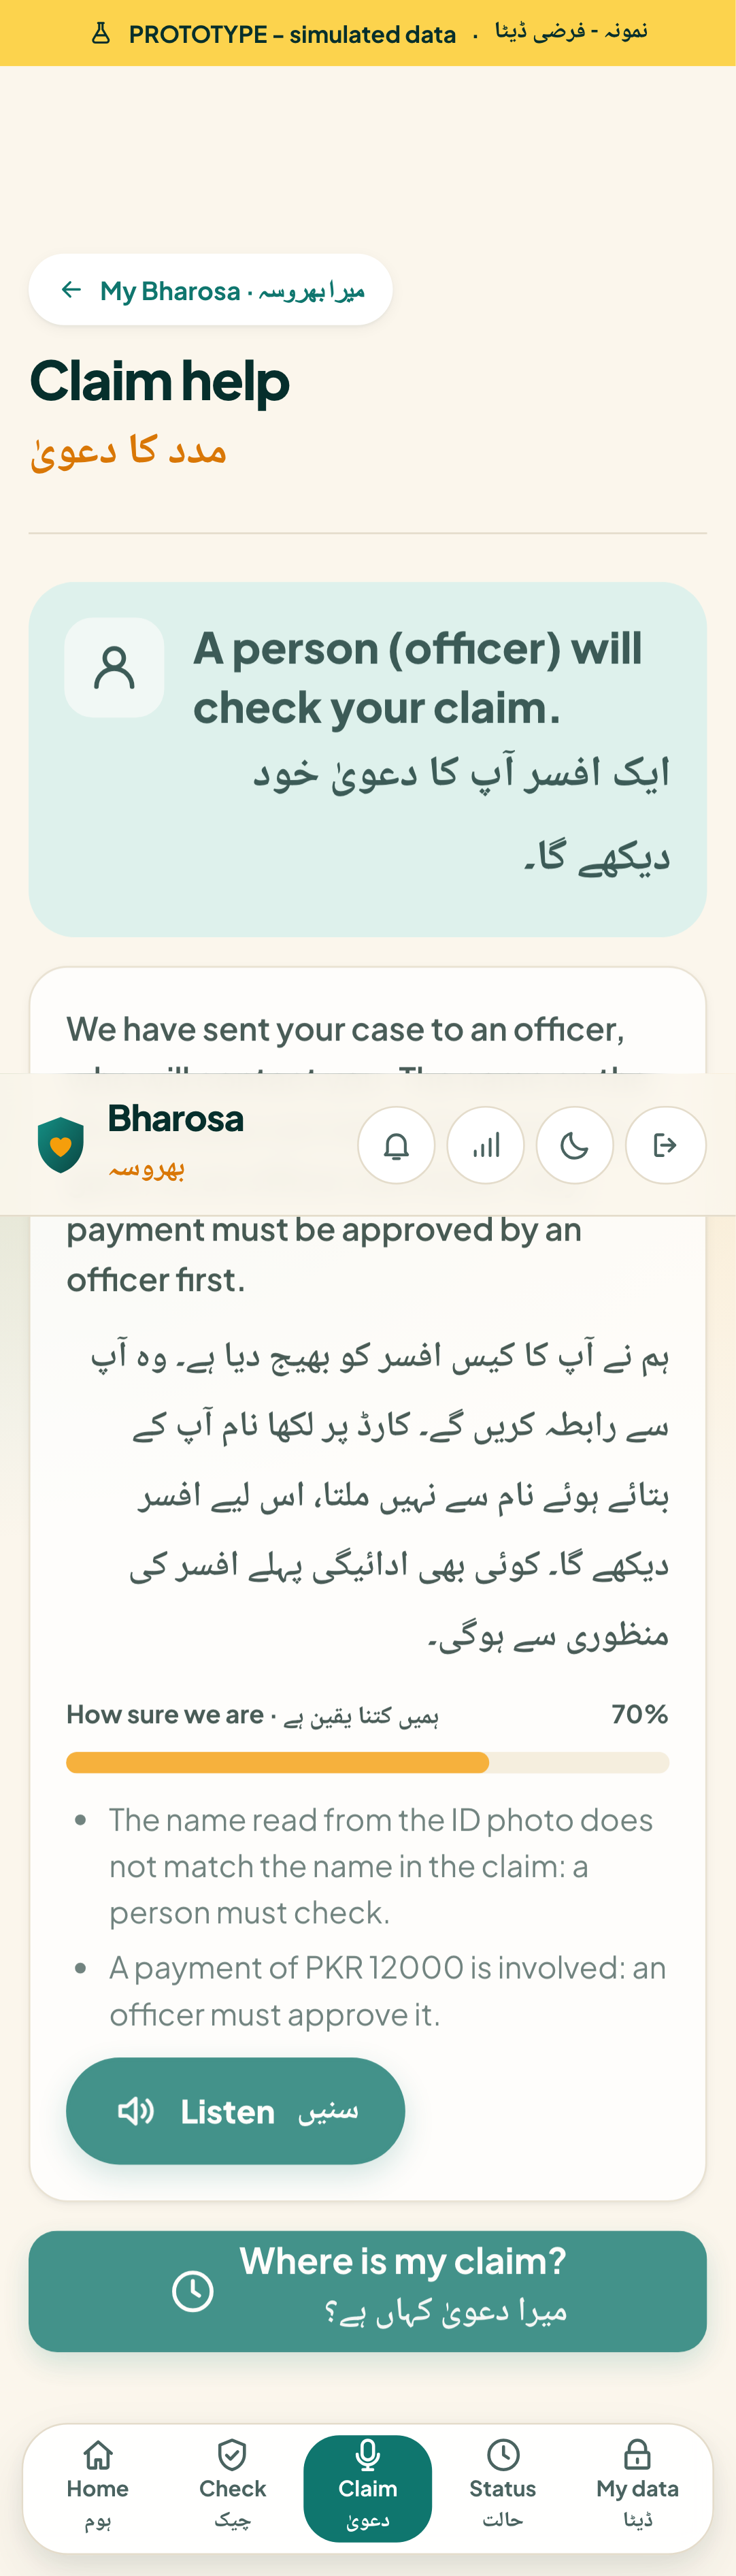 PROTOTYPE – simulated data · نمونہ - فرضی ڈیٹا
My Bharosa · میرا بھروسہ
Claim help
مدد کا دعویٰ
A person (officer) will
check your claim.
ایک افسر آپ کا دعویٰ خود
دیکھے گا۔
We have sent your case to an officer,
Bharosa
بھروسہ
payment must be approved by an
officer first.
ہم نے آپ کا کیس افسر کو بھیج دیا ہے۔ وہ آپ
سے رابطہ کریں گے۔ کارڈ پر لکھا نام آپ کے
بتائے ہوئے نام سے نہیں ملتا، اس لیے افسر
دیکھے گا۔ کوئی بھی ادائیگی پہلے افسر کی
منظوری سے ہوگی۔
How sure we are · ہمیں کتنا یقین ہے 70%
The name read from the ID photo does
not match the name in the claim: a
person must check.
A payment of PKR 12000 is involved: an
officer must approve it.
Listen سنیں
Where is my claim?
میرا دعویٰ کہاں ہے؟
Home Check Claim Status My data
ہوم چیک دعویٰ حالت ڈیٹا